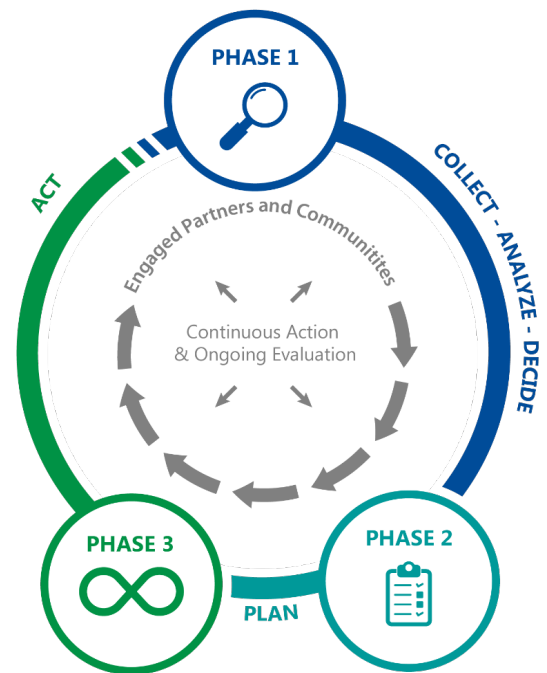 PHASE 1
COLLECT - ANALYZE - DECIDE
ACT
Engaged Partners and Communitites
Continuous Action
& Ongoing Evaluation
PHASE 3
PHASE 2
PLAN